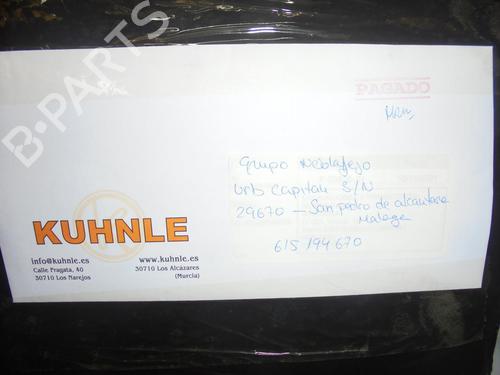 B-PARTS
PAGADO
Grupo
Urb Capitan S/N
29670 - San pedro de alcantara
Malaga
615 194 670
KUHNLE
info@kuhnle.es
Calle Fragata, 40
30710 Los Narejos
www.kuhnle.es
30710 Los Alcázares
(Murcia)